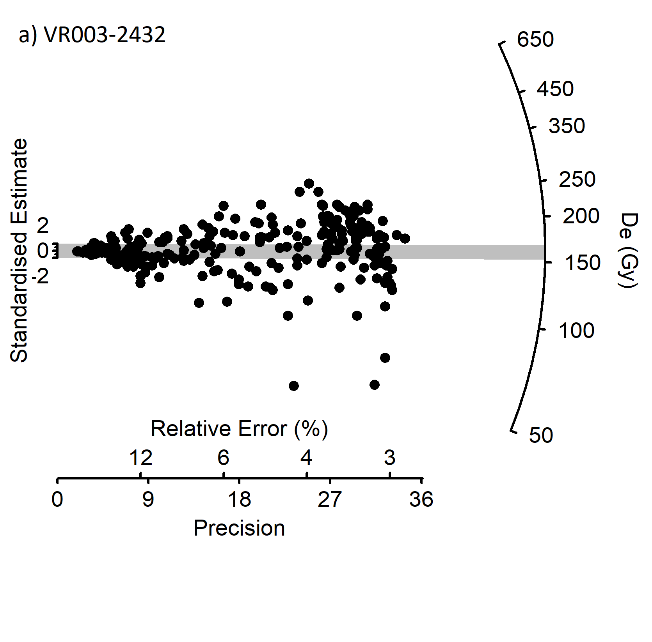 a) VR003-2432
650
450
350
250
200
150
100
50
De (Gy)
Standardised Estimate
2
0
-2
Relative Error (%)
12 6 4 3
0 9 18 27 36
Precision